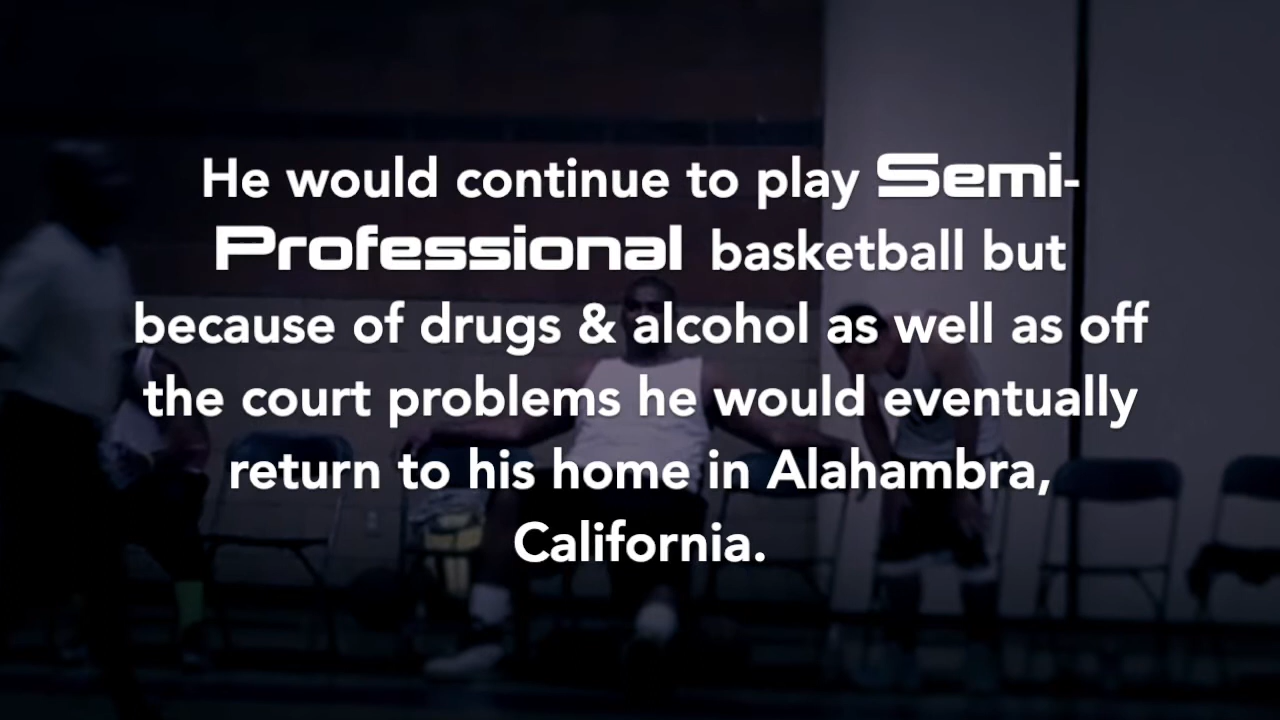 He would continue to play Semi-
Professional basketball but
because of drugs & alcohol as well as off
the court problems he would eventually
return to his home in Alahambra,
California.